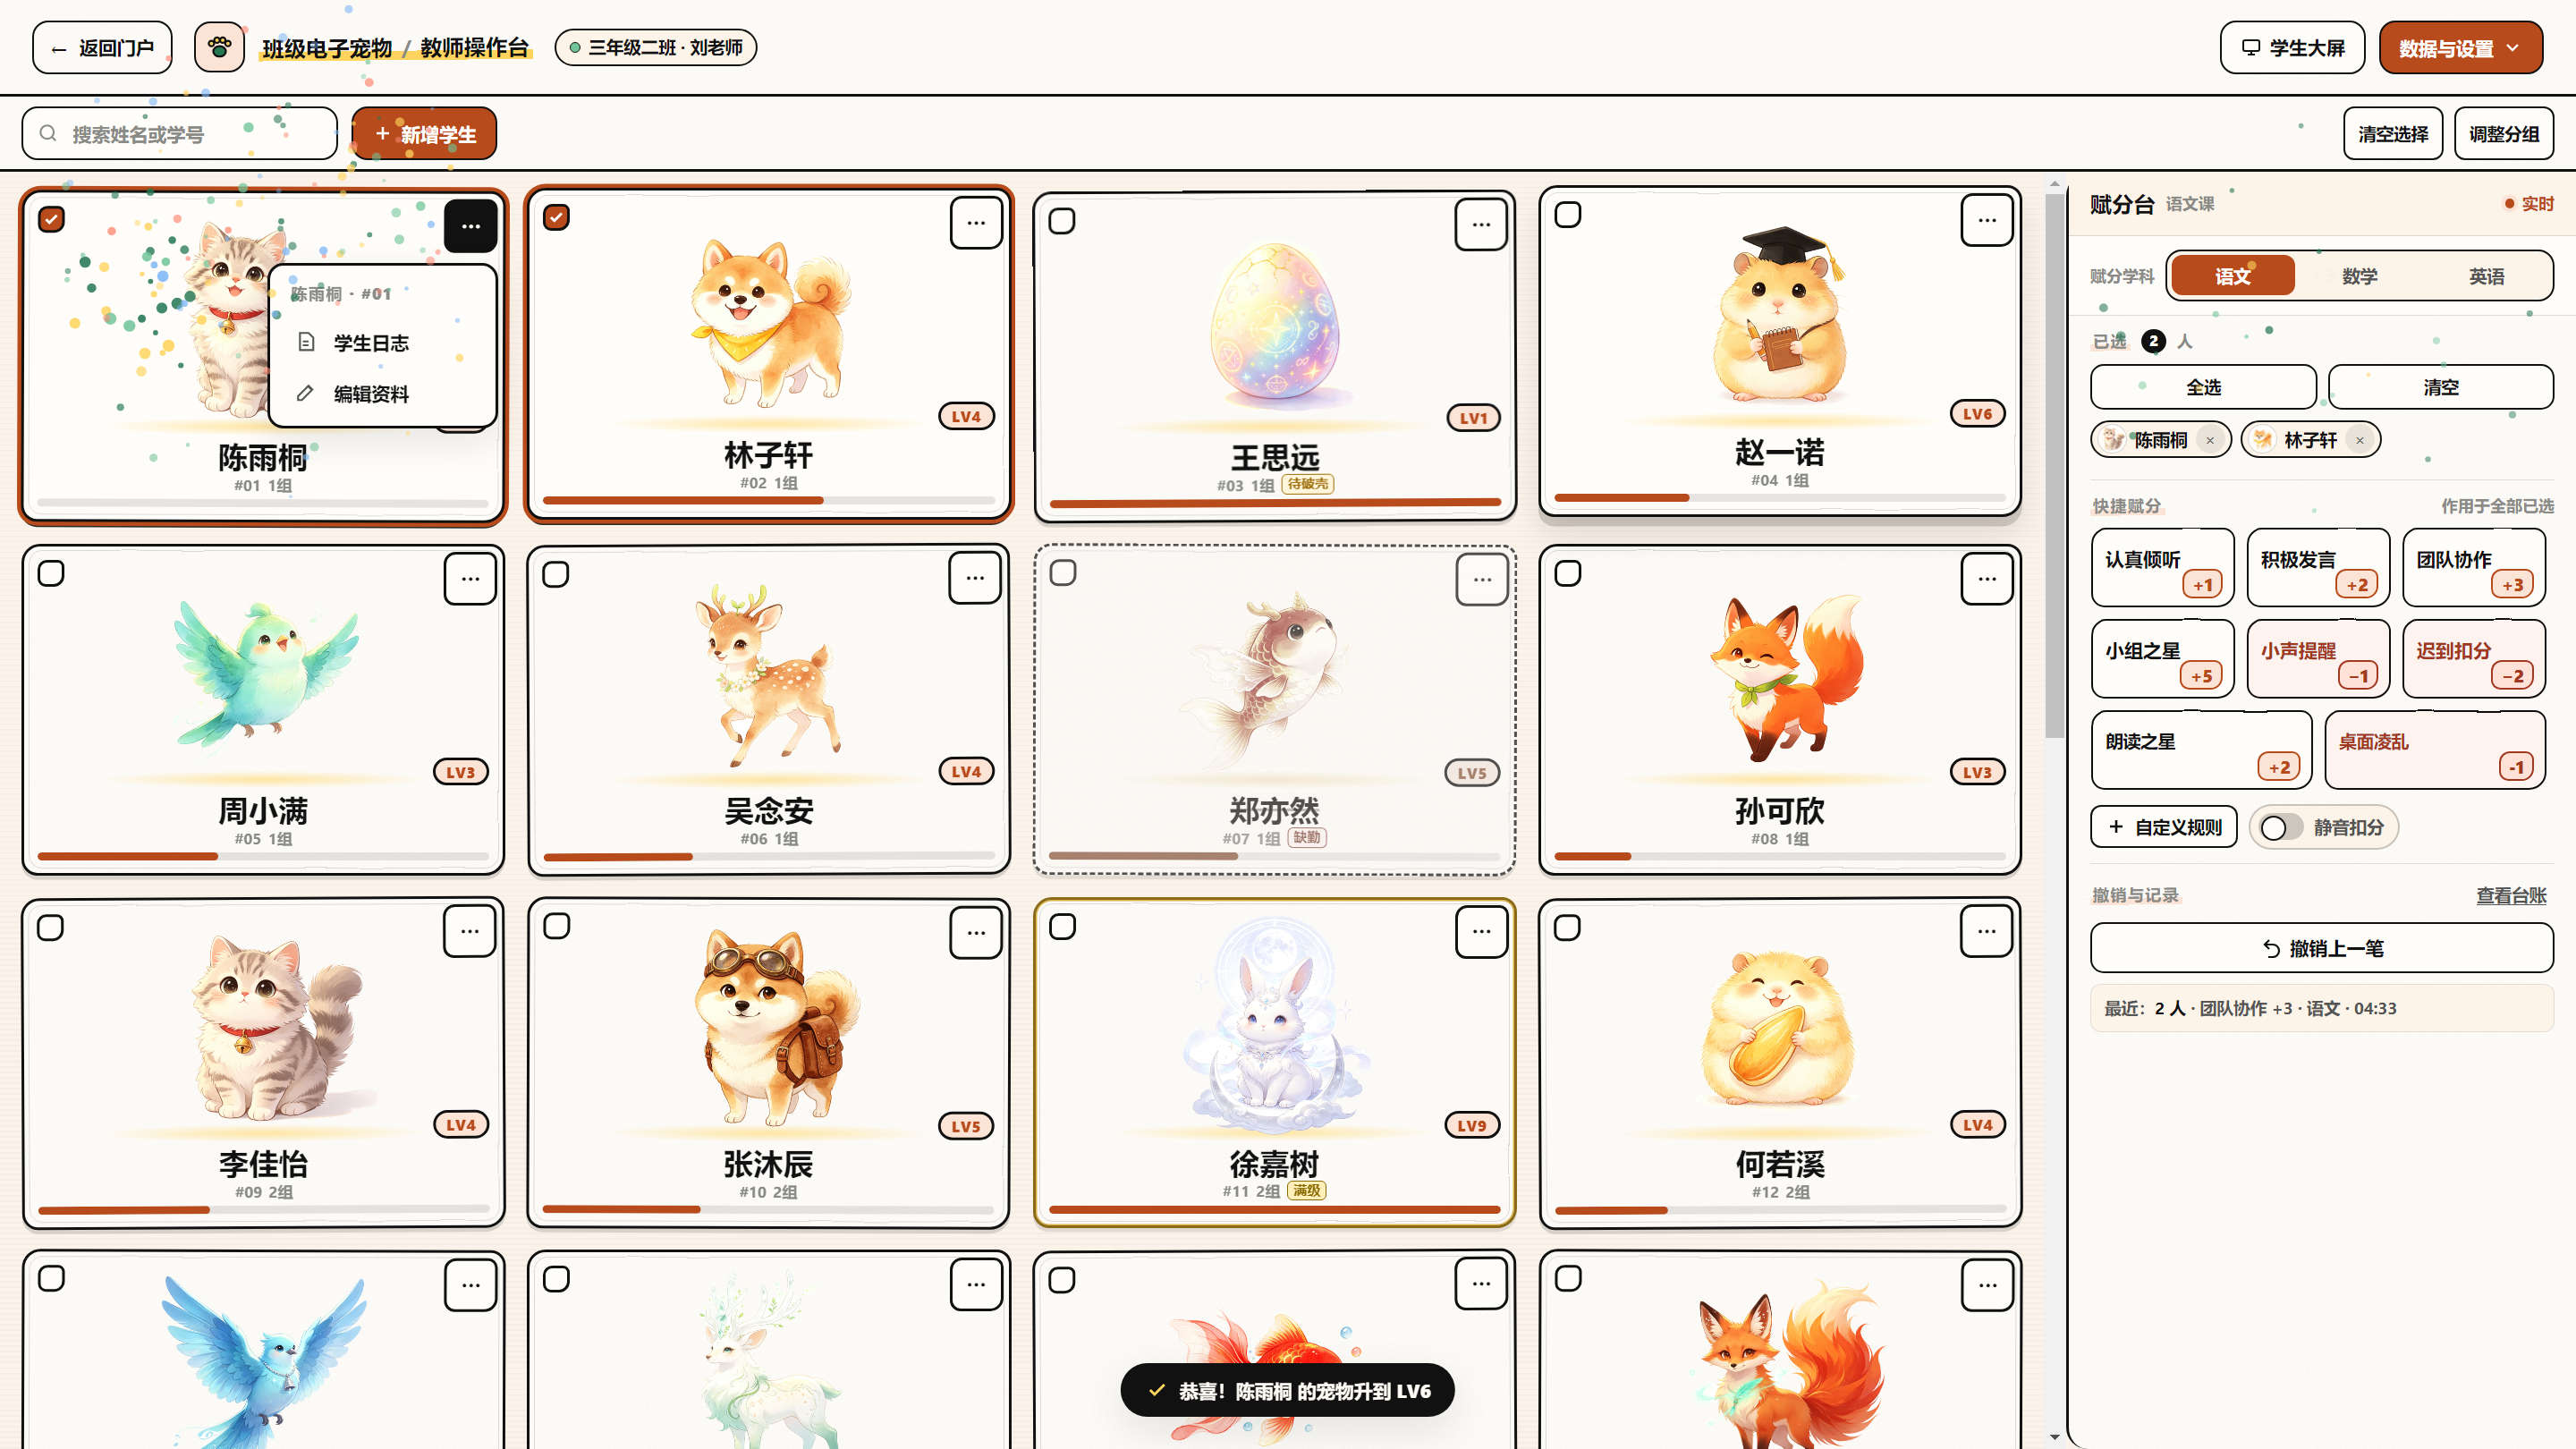 ← 返回门户
班级电子宠物 / 教师操作台
三年级二班 · 刘老师
学生大屏
数据与设置
搜索姓名或学号
+ 新增学生
清空选择
调整分组
陈雨桐 · #01
学生日志
编辑资料
陈雨桐
#01 1组
LV4
林子轩
#02 1组
LV1
王思远
#03 1组 待破壳
LV6
赵一诺
#04 1组
LV3
周小满
#05 1组
LV4
吴念安
#06 1组
LV5
郑亦然
#07 1组 缺勤
LV3
孙可欣
#08 1组
LV4
李佳怡
#09 2组
LV5
张沐辰
#10 2组
LV9
徐嘉树
#11 2组 满级
LV4
何若溪
#12 2组
恭喜！陈雨桐 的宠物升到 LV6
赋分台 语文课
实时
赋分学科
语文
数学
英语
已选 2 人
全选
清空
陈雨桐 ×
林子轩 ×
快捷赋分
作用于全部已选
认真倾听
+1
积极发言
+2
团队协作
+3
小组之星
+5
小声提醒
−1
迟到扣分
−2
朗读之星
+2
桌面凌乱
-1
+ 自定义规则
静音扣分
撤销与记录
查看台账
撤销上一笔
最近：2 人 · 团队协作 +3 · 语文 · 04:33